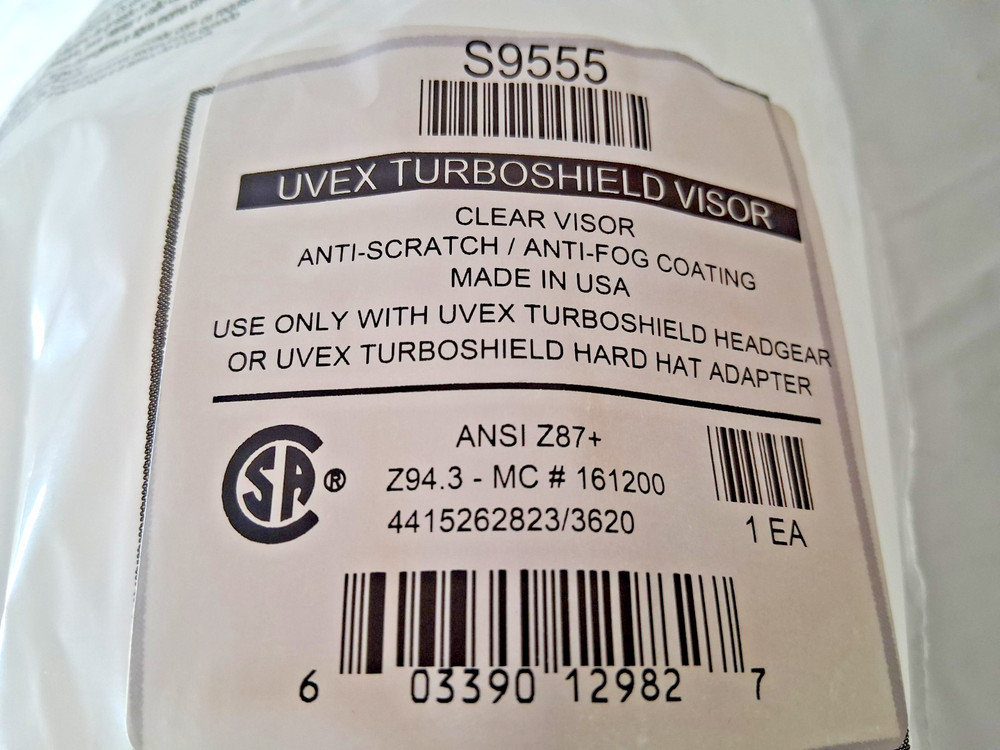 S9555
UVEX TURBOSHIELD VISOR
CLEAR VISOR
ANTI-SCRATCH / ANTI-FOG COATING
MADE IN USA
USE ONLY WITH UVEX TURBOSHIELD HEADGEAR
OR UVEX TURBOSHIELD HARD HAT ADAPTER
ANSI Z87+
SA ®
Z94.3 - MC # 161200
4415262823/3620
1 EA
6 03390 12982 7